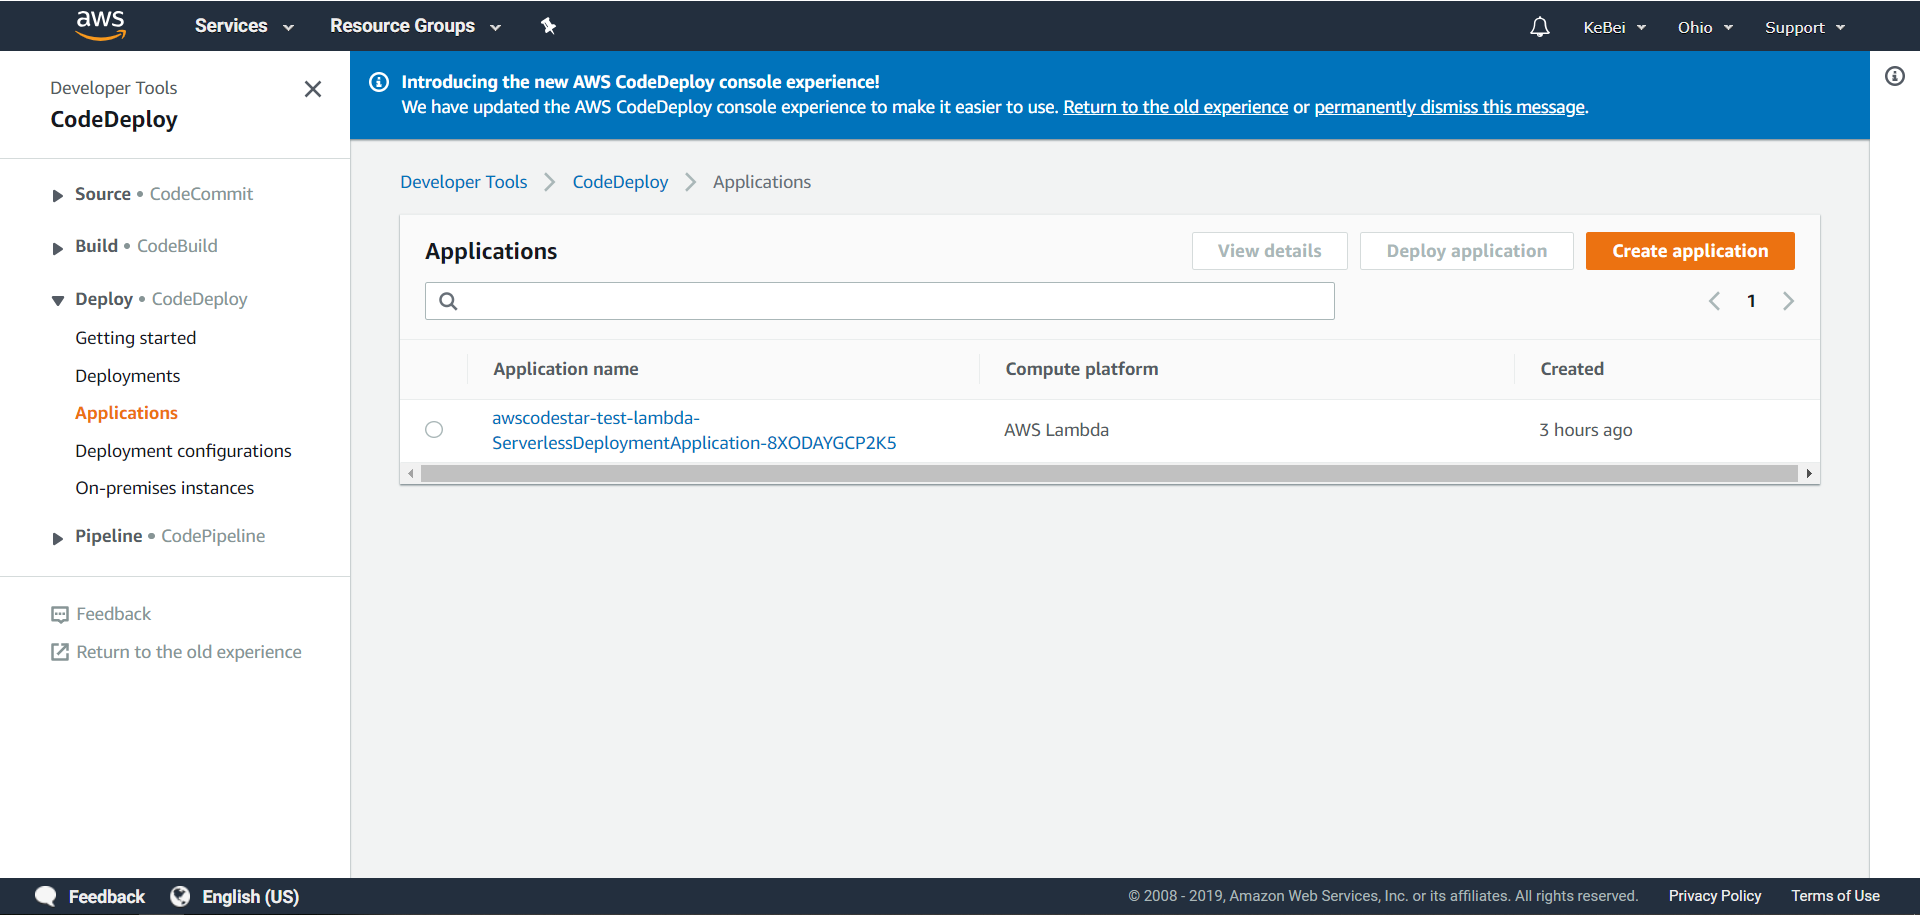 aws
Services
Resource Groups
KeBei
Ohio
Support
Developer Tools
CodeDeploy
Source • CodeCommit
Build • CodeBuild
Deploy • CodeDeploy
Getting started
Deployments
Applications
Deployment configurations
On-premises instances
Pipeline • CodePipeline
Feedback
Return to the old experience
Introducing the new AWS CodeDeploy console experience!
We have updated the AWS CodeDeploy console experience to make it easier to use. Return to the old experience or permanently dismiss this message.
Developer Tools
CodeDeploy
Applications
Applications
View details
Deploy application
Create application
1
Application name
Compute platform
Created
awscodestar-test-lambda-
ServerlessDeploymentApplication-8XODAYGCP2K5
AWS Lambda
3 hours ago
Feedback
English (US)
© 2008 - 2019, Amazon Web Services, Inc. or its affiliates. All rights reserved.
Privacy Policy
Terms of Use